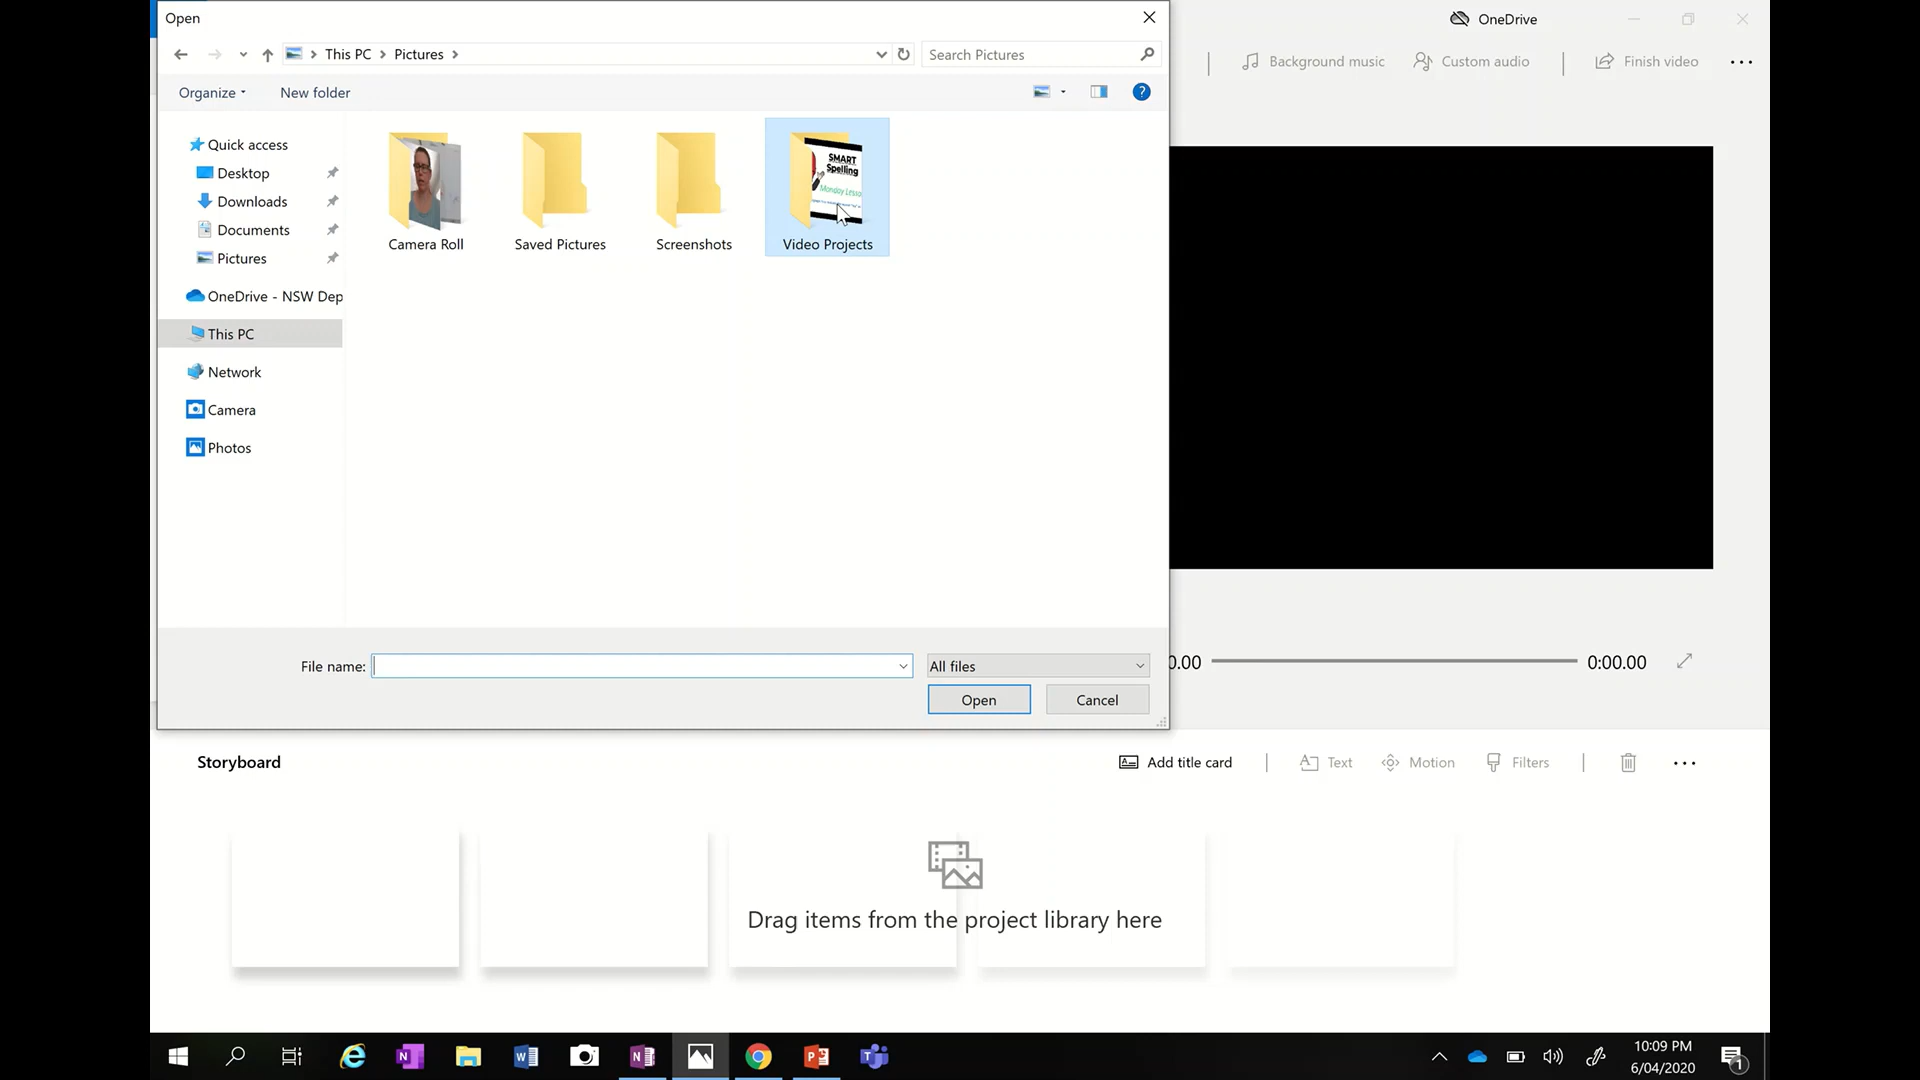 Open
OneDrive
This PC
Pictures
Search Pictures
Background music
Custom audio
Finish video
Organize
New folder
Quick access
Desktop
Downloads
Documents
Pictures
OneDrive - NSW Dep
This PC
Network
Camera
Photos
SMART
Spelling
Monday Lesso
Camera Roll
Saved Pictures
Screenshots
Video Projects
File name:
All files
Open
Cancel
0.00
0:00.00
Storyboard
Add title card
Text
Motion
Filters
Drag items from the project library here
10:09 PM
6/04/2020
1